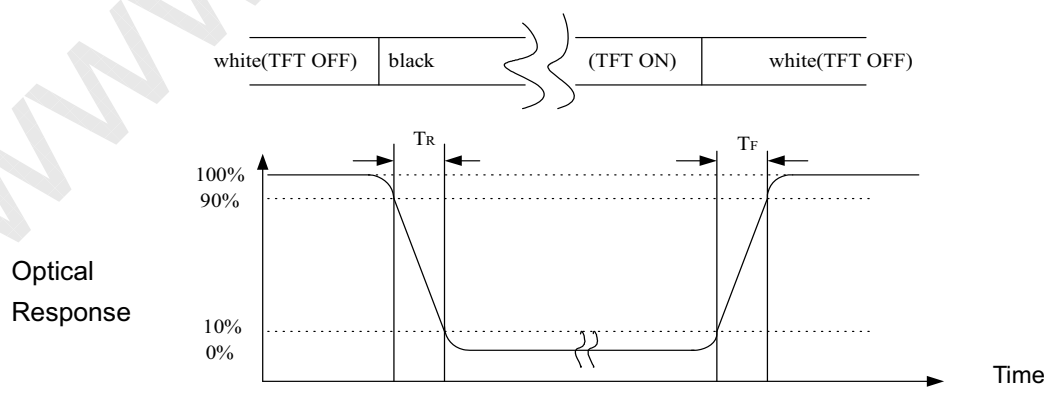 white(TFT OFF) black (TFT ON) white(TFT OFF)
TR TF
100%
90%
Optical
Response
10%
0%
Time